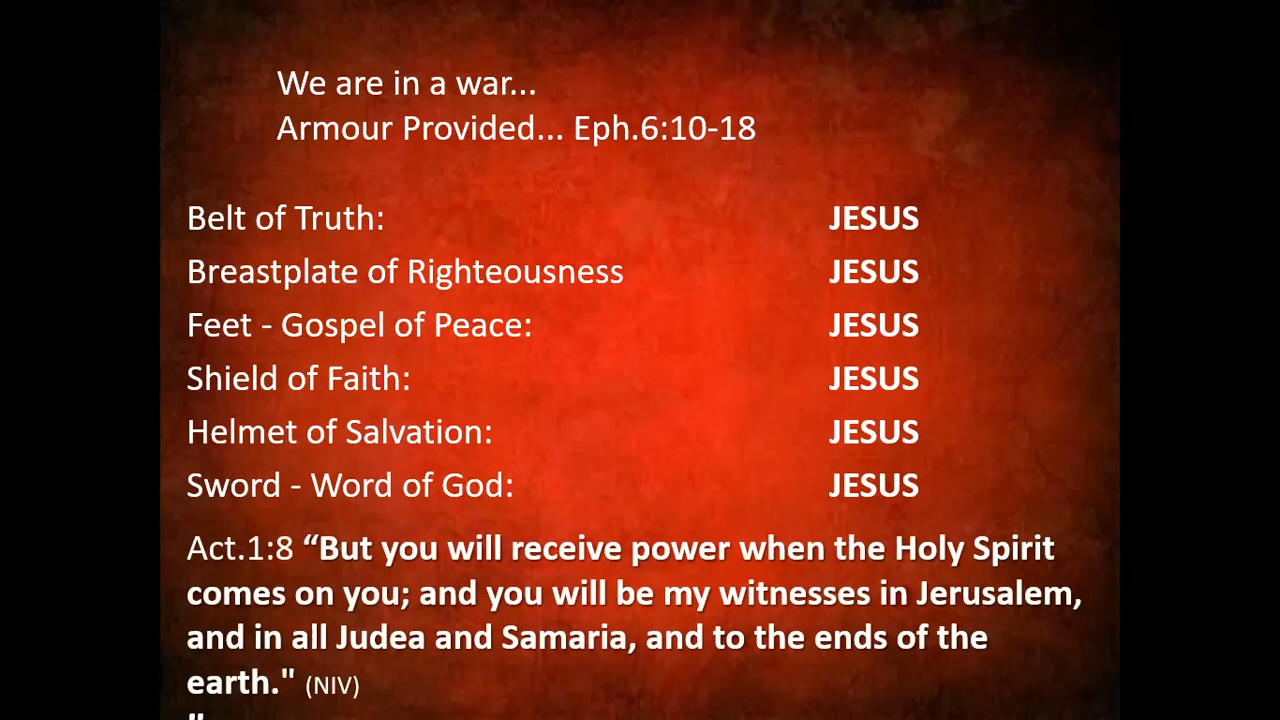 We are in a war...
Armour Provided... Eph.6:10-18
Belt of Truth: JESUS
Breastplate of Righteousness JESUS
Feet - Gospel of Peace: JESUS
Shield of Faith: JESUS
Helmet of Salvation: JESUS
Sword - Word of God: JESUS
Act.1:8 “But you will receive power when the Holy Spirit
comes on you; and you will be my witnesses in Jerusalem,
and in all Judea and Samaria, and to the ends of the
earth." (NIV)
"